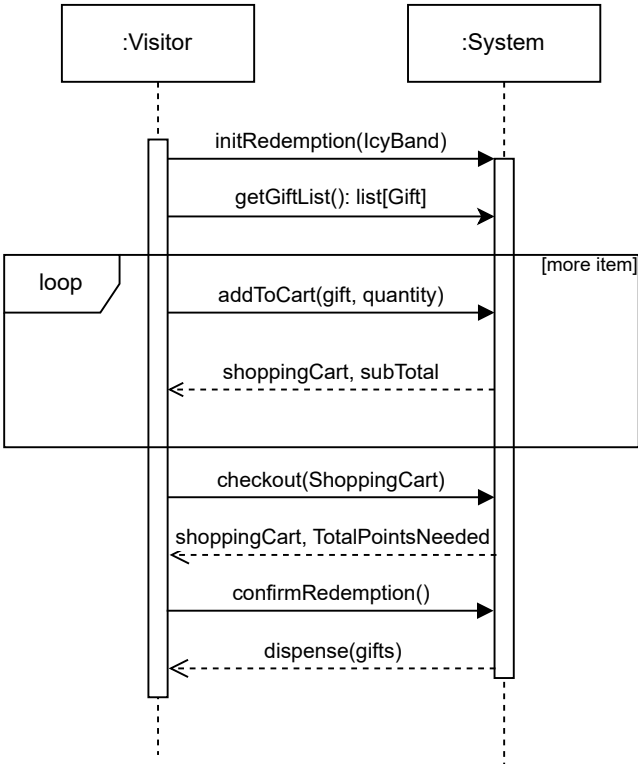 :Visitor
:System
initRedemption(IcyBand)
getGiftList(): list[Gift]
[more item]
loop
addToCart(gift, quantity)
shoppingCart, subTotal
checkout(ShoppingCart)
shoppingCart, TotalPointsNeeded
confirmRedemption()
dispense(gifts)